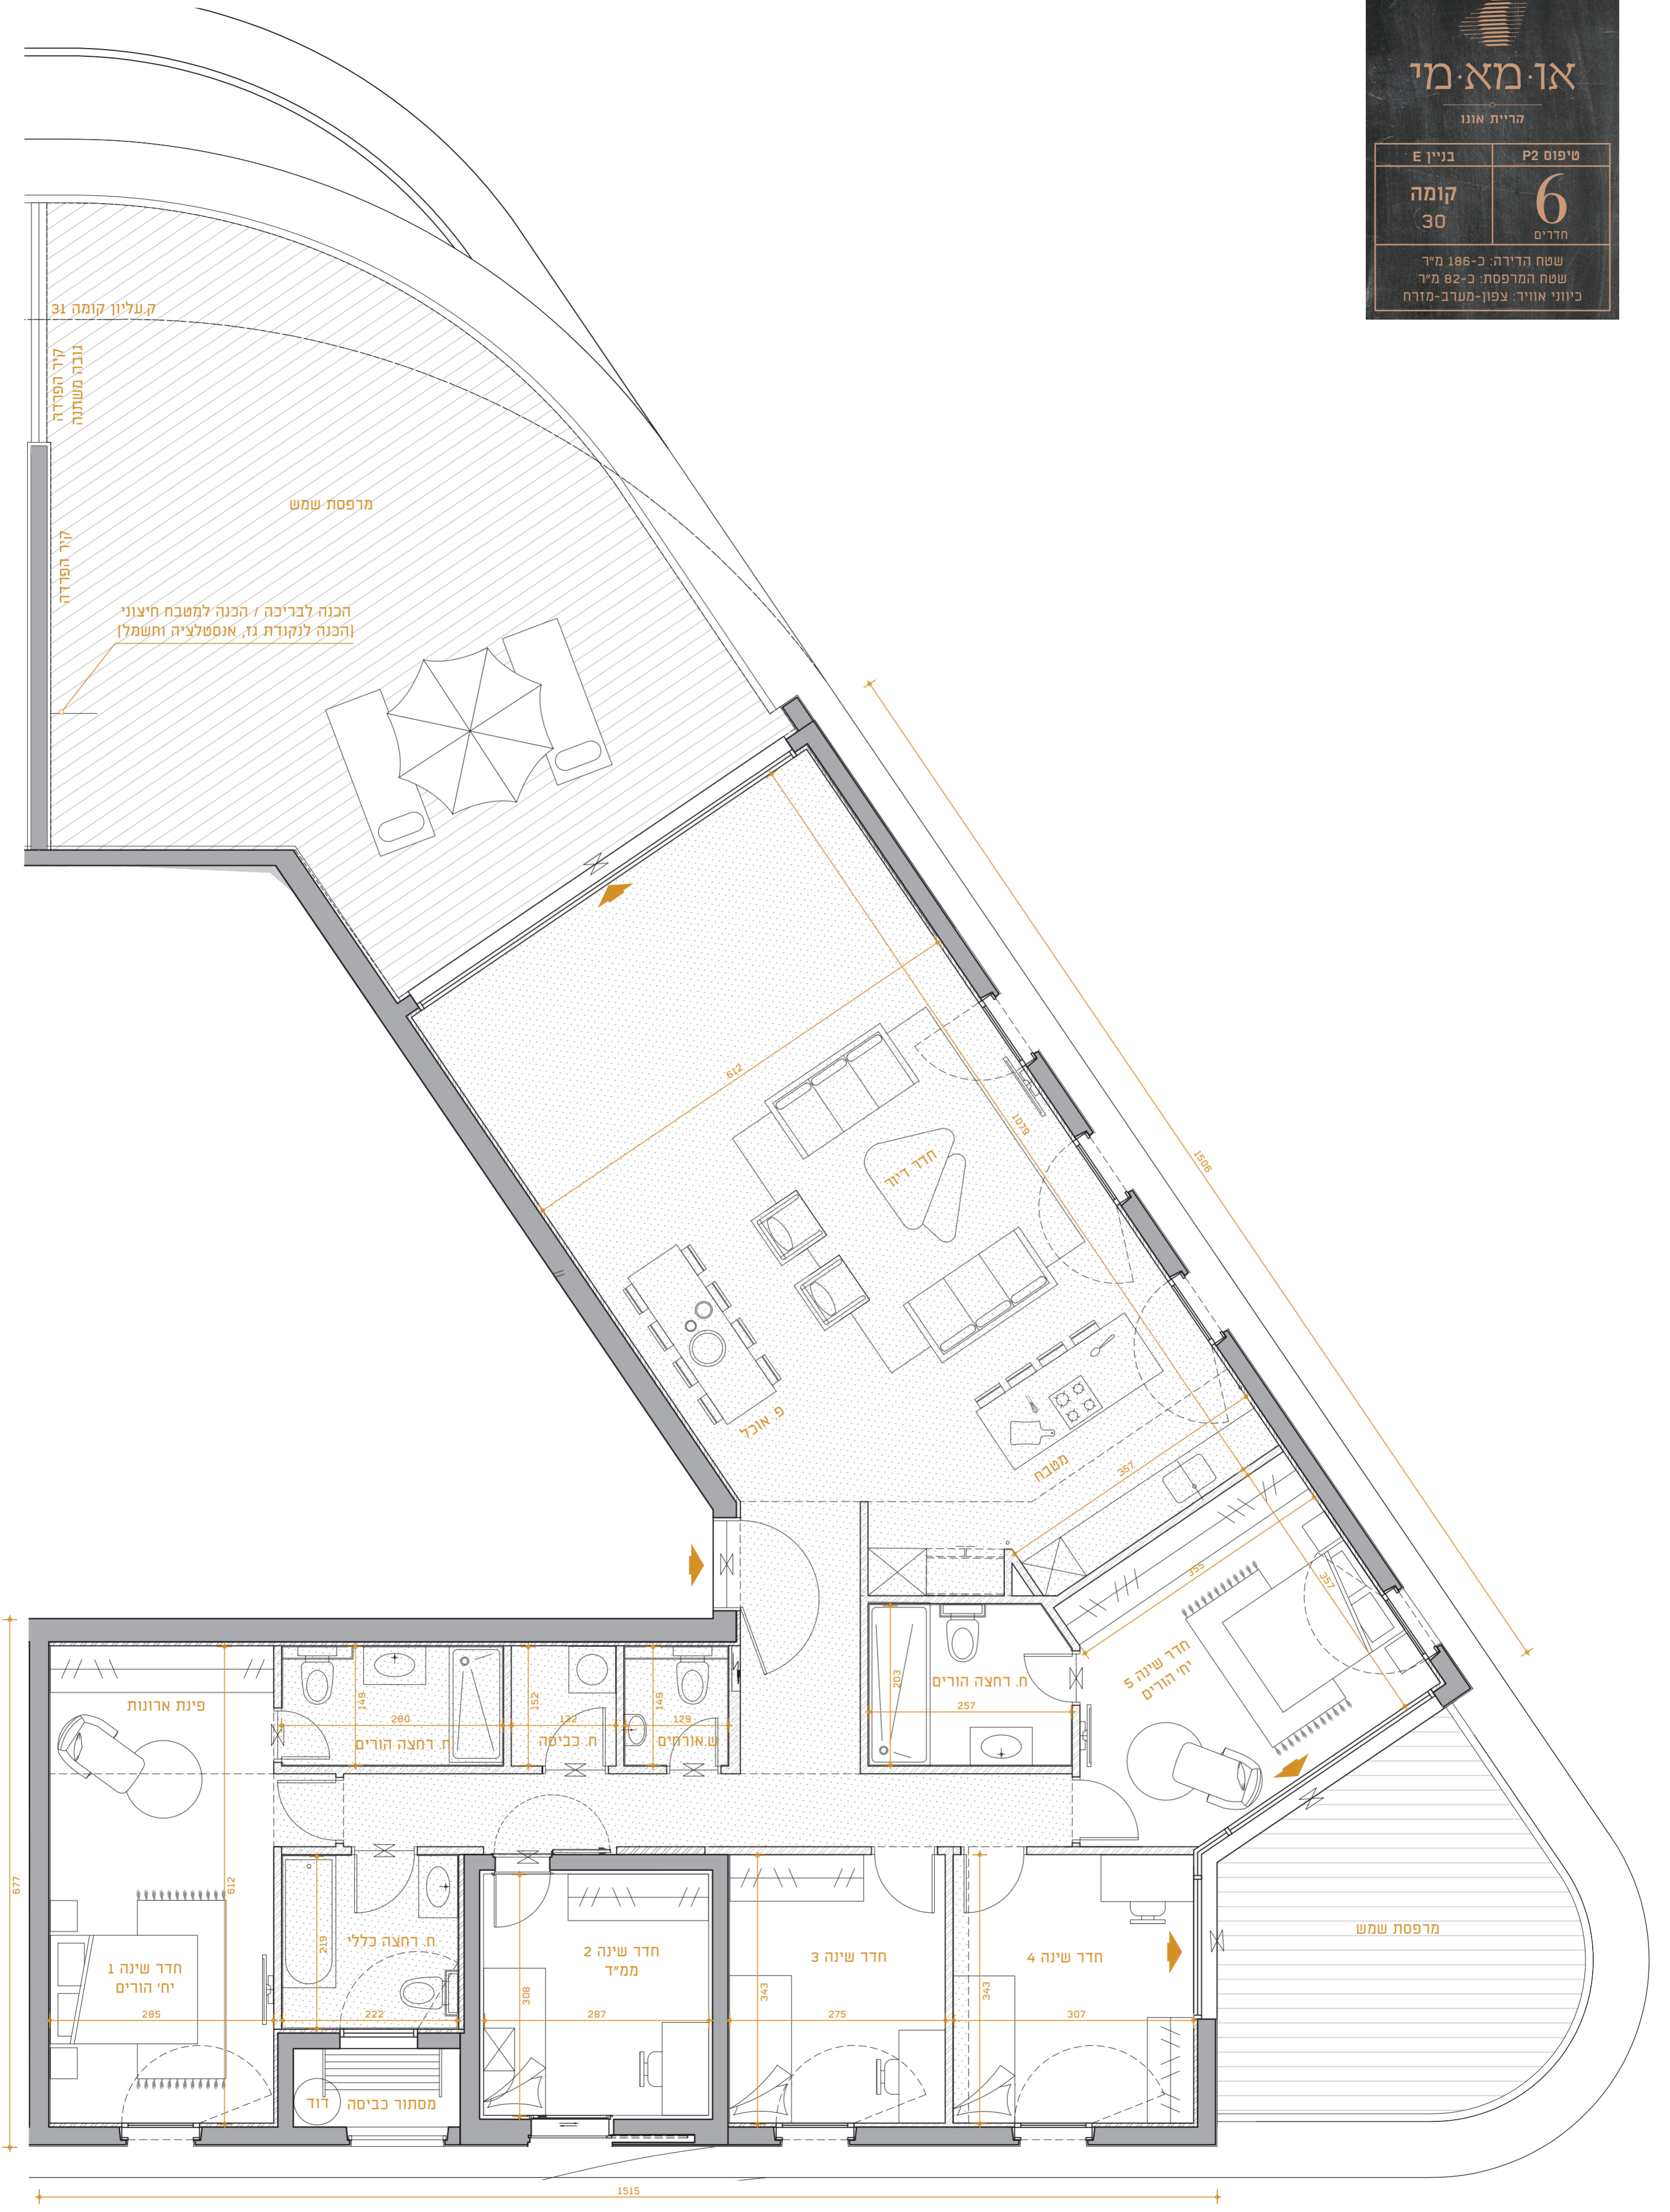 או·מא·מי
קריית אונו
טיפוס P2
בניין E
6
חדרים
קומה
30
שטח הדירה: כ-186 מ״ר
שטח המרפסת: כ-82 מ״ר
כיווני אוויר: צפון-מערב-מזרח
ק.עליון קומה 31
קיר הפרדה
גובה משתנה
מרפסת שמש
קיר הפרדה
הכנה לבריכה / הכנה למטבח חיצוני
(הכנה לנקודת גז, אנסטלציה וחשמל)
612
1079
1506
חדר דיור
פ. אוכל
מטבח
357
355
357
חדר שינה 5
יח׳ הורים
ח. רחצה הורים
203
257
פינת ארונות
149
280
ח. רחצה הורים
152
132
ח. כביסה
149
129
ש.אורחים
677
612
חדר שינה 1
יח׳ הורים
285
ח. רחצה כללי
219
222
חדר שינה 2
ממ״ד
308
287
חדר שינה 3
343
275
חדר שינה 4
343
307
מרפסת שמש
מסתור כביסה
דוד
1515